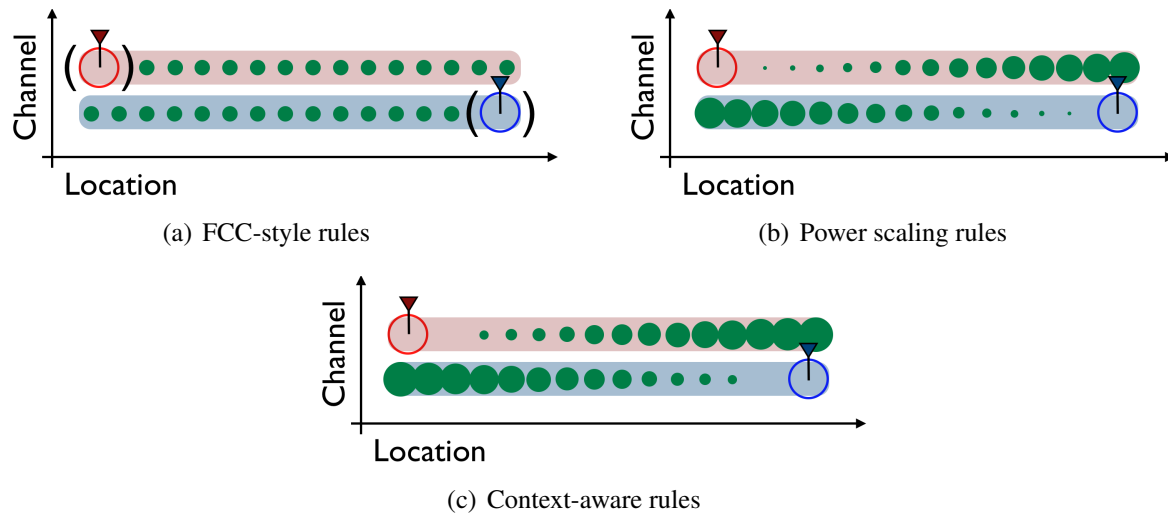 Channel
Location
(a) FCC-style rules
Channel
Location
(b) Power scaling rules
Channel
Location
(c) Context-aware rules